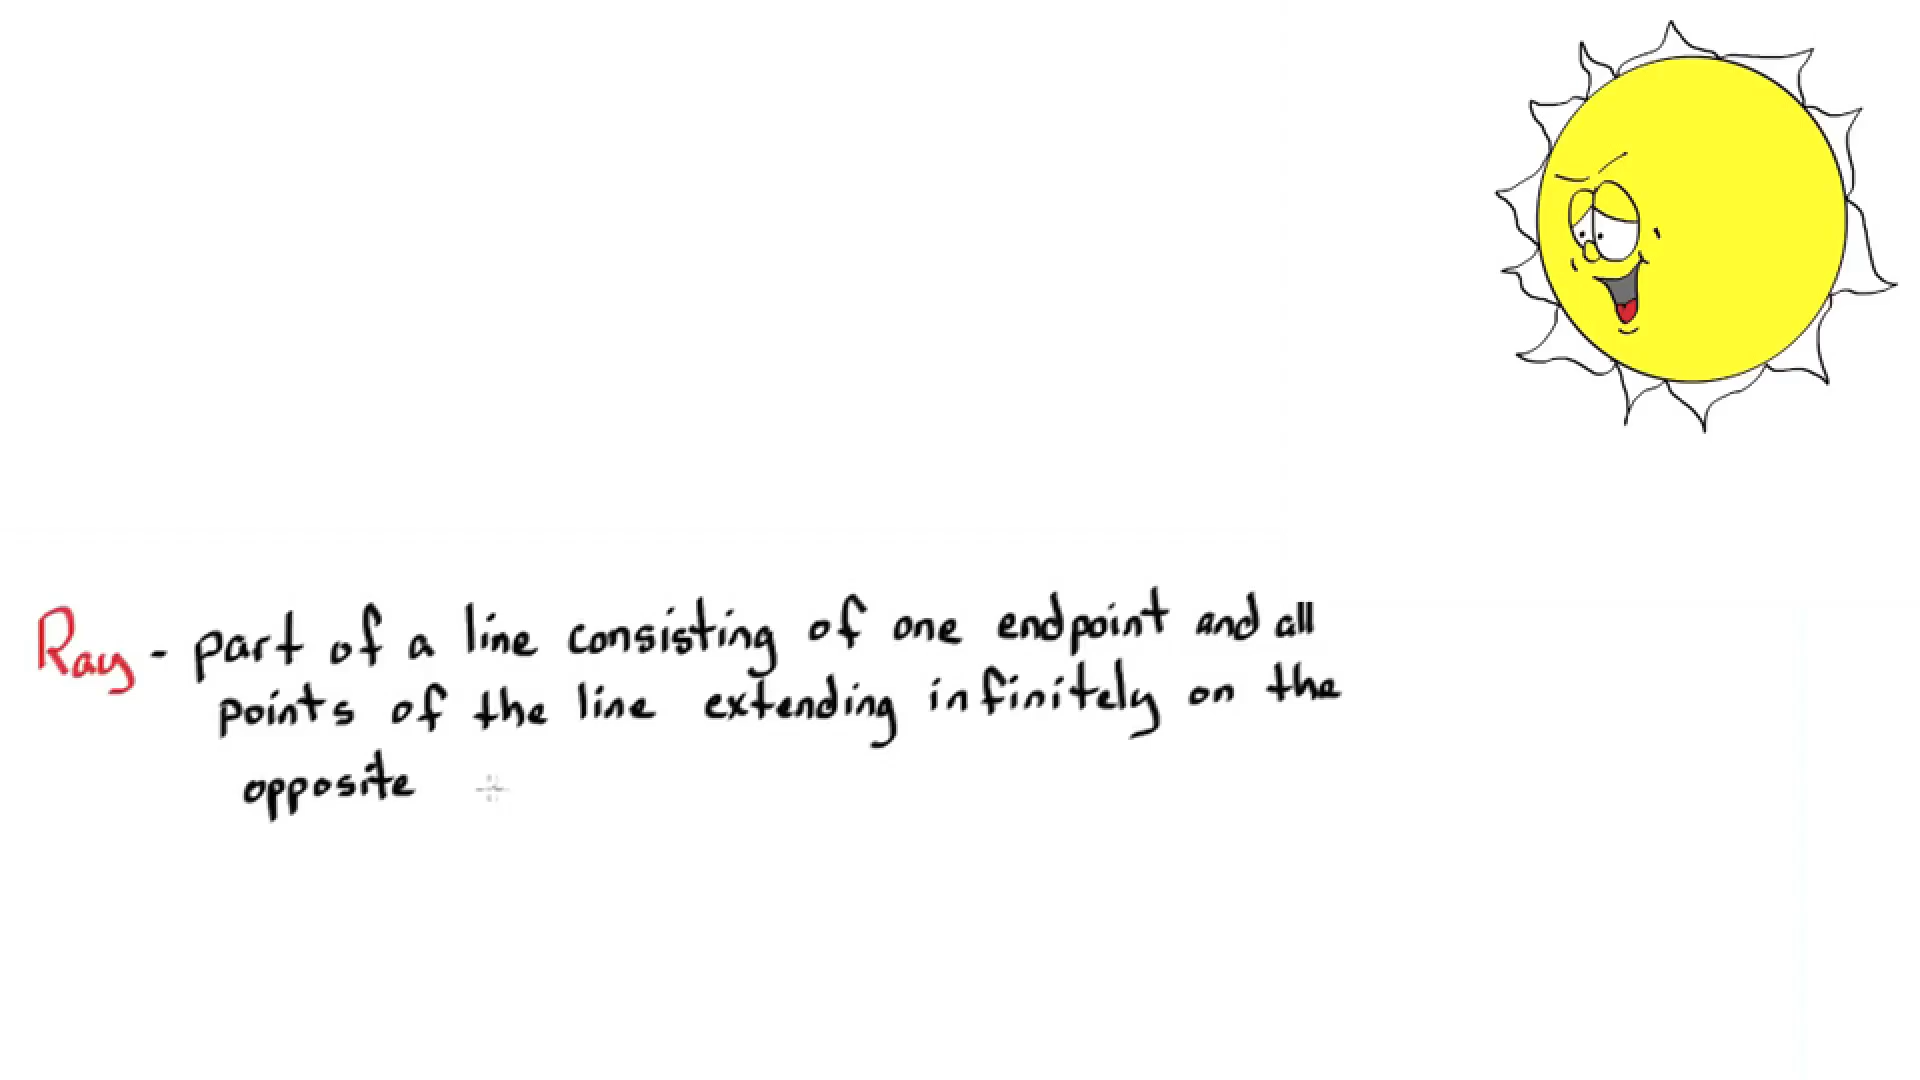 Ray - part of a line consisting of one endpoint and all
points of the line extending infinitely on the
opposite